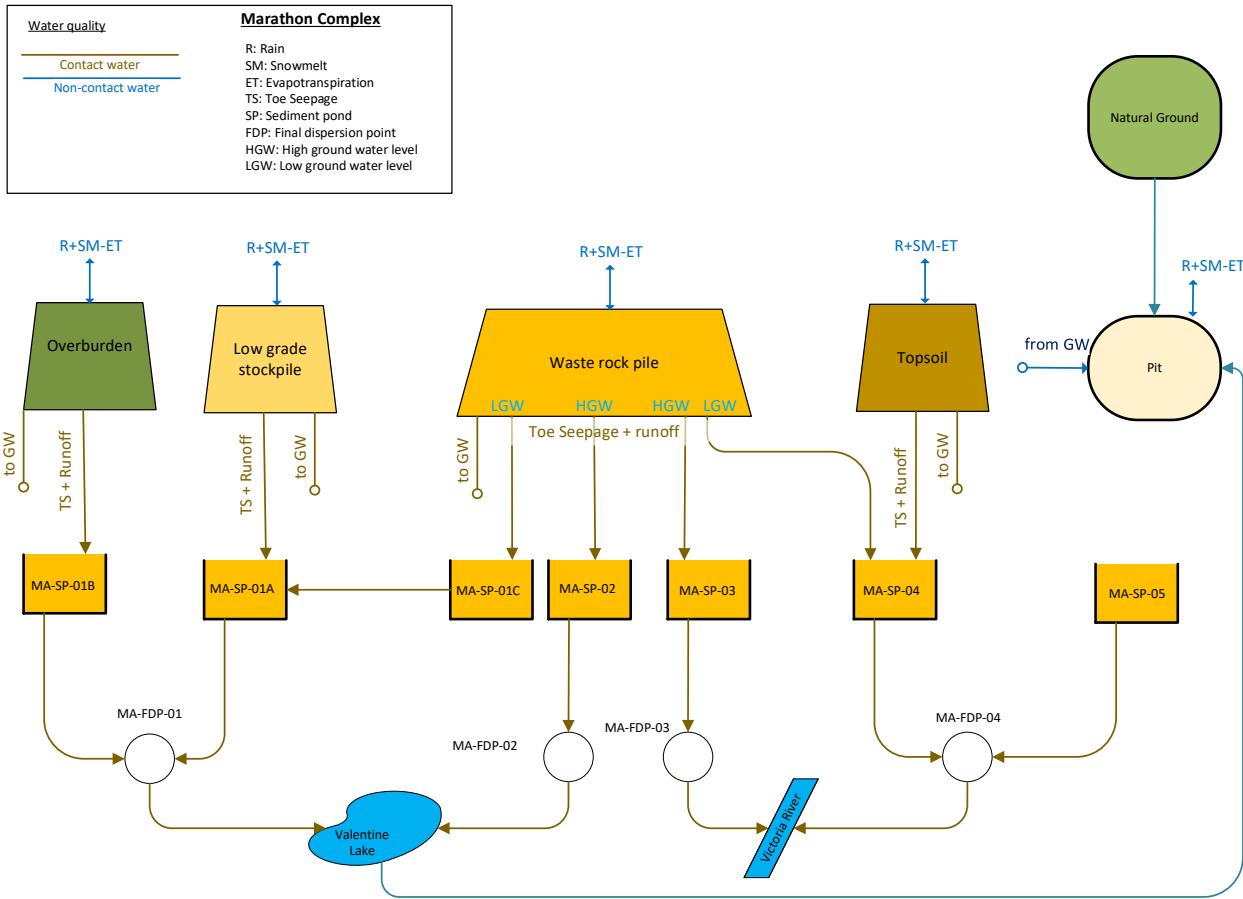 Water quality
Contact water
Non-contact water
Marathon Complex
R: Rain
SM: Snowmelt
ET: Evapotranspiration
TS: Toe Seepage
SP: Sediment pond
FDP: Final dispersion point
HGW: High ground water level
LGW: Low ground water level
Natural Ground
R+SM-ET
R+SM-ET
R+SM-ET
R+SM-ET
R+SM-ET
Overburden
Low grade
stockpile
Waste rock pile
Topsoil
from GW
Pit
LGW
HGW
HGW
LGW
Toe Seepage + runoff
to GW
TS + Runoff
TS + Runoff
to GW
to GW
TS + Runoff
to GW
MA-SP-01B
MA-SP-01A
MA-SP-01C
MA-SP-02
MA-SP-03
MA-SP-04
MA-SP-05
MA-FDP-01
MA-FDP-02
MA-FDP-03
MA-FDP-04
Valentine
Lake
Victoria River